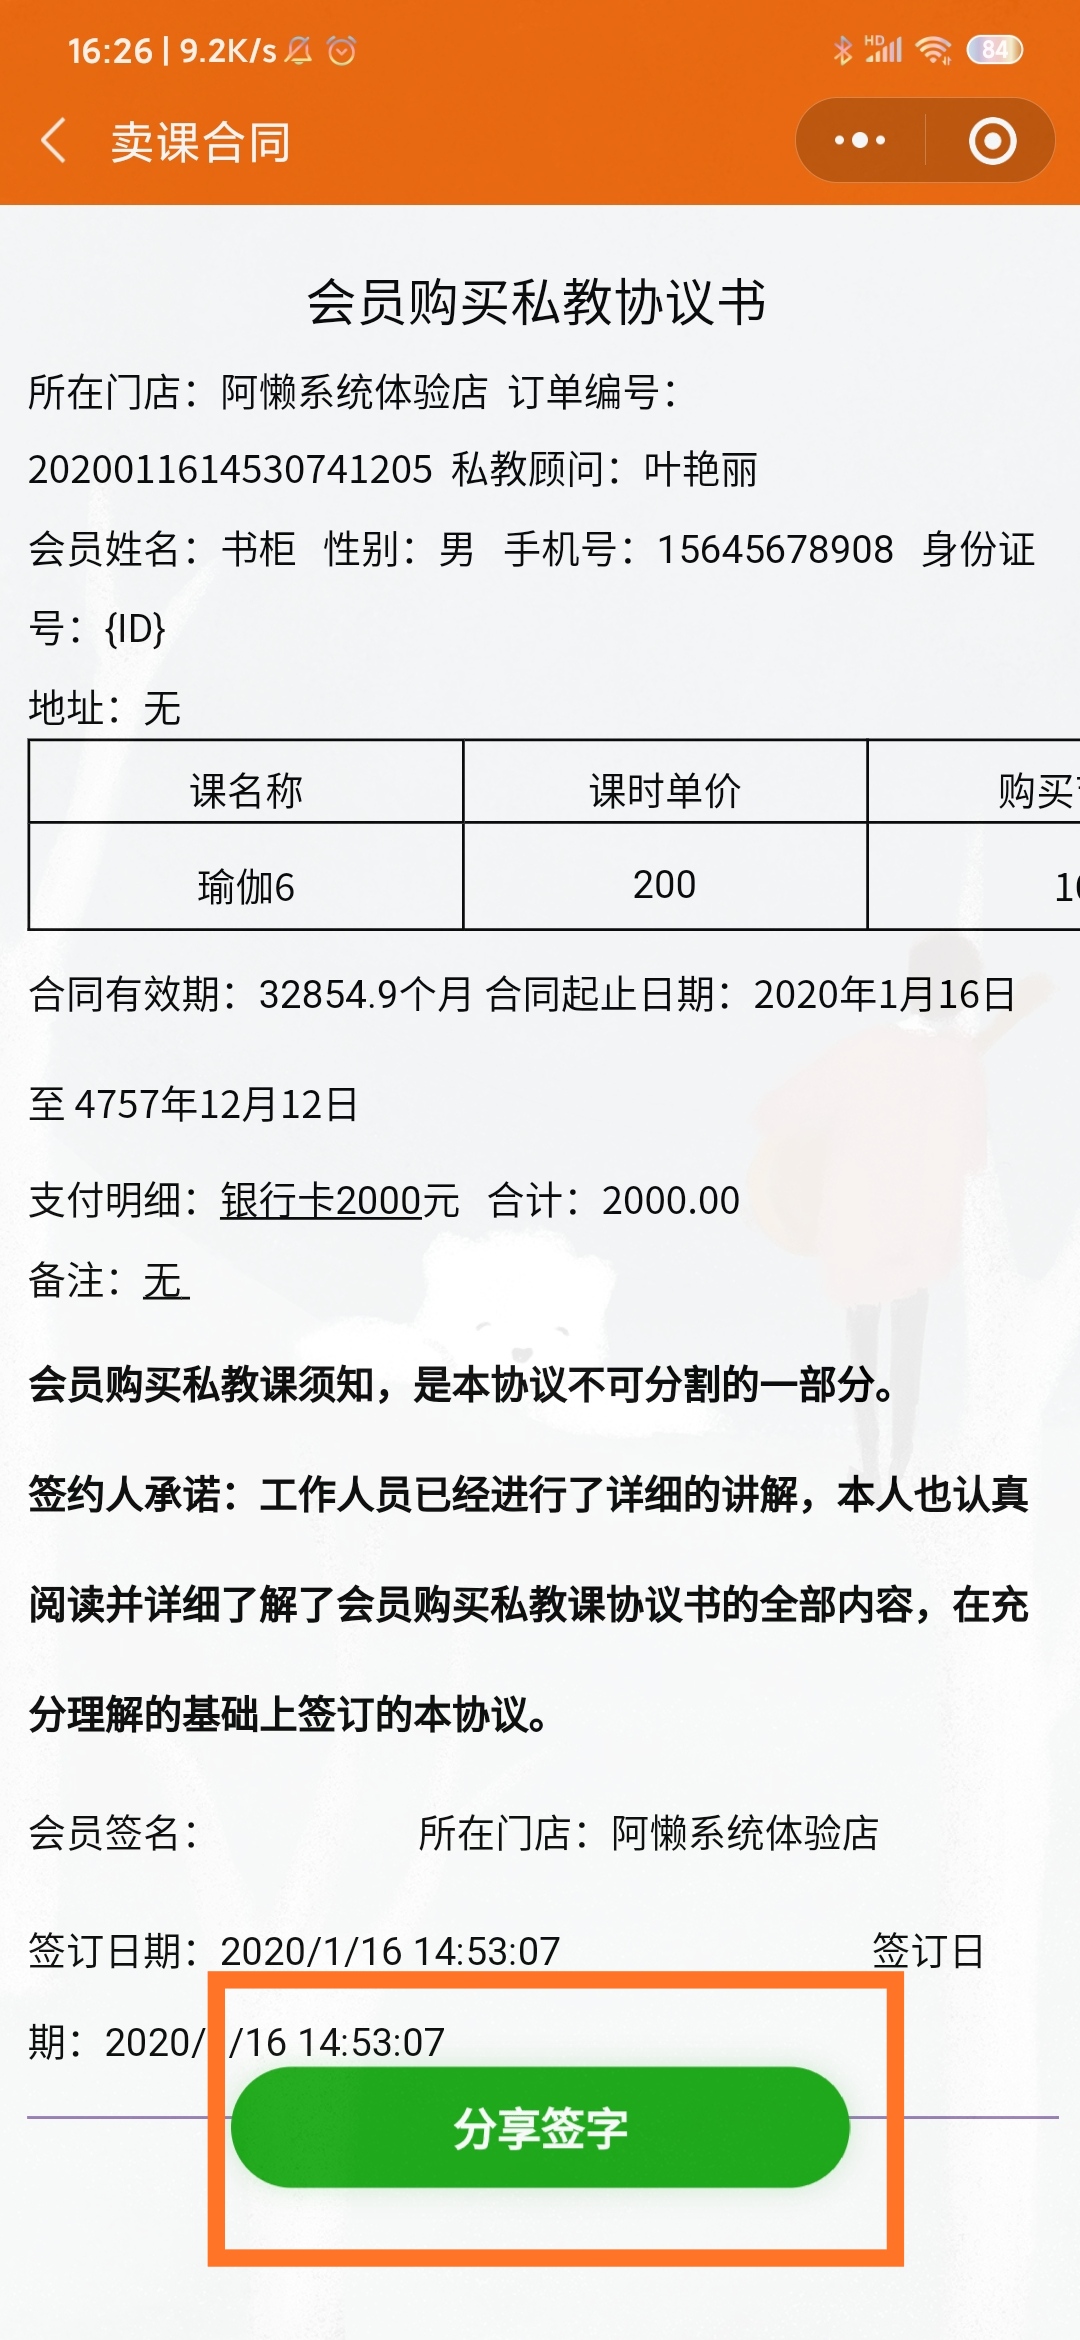 16:26 | 9.2K/s
HD
84
卖课合同
会员购买私教协议书
所在门店：阿懒系统体验店 订单编号：
2020011614530741205 私教顾问：叶艳丽
会员姓名：书柜 性别：男 手机号：15645678908 身份证
号：{ID}
地址：无
课名称 课时单价 购买
瑜伽6 200 1
合同有效期：32854.9个月 合同起止日期：2020年1月16日
至 4757年12月12日
支付明细：银行卡2000元 合计：2000.00
备注：无
会员购买私教课须知，是本协议不可分割的一部分。
签约人承诺：工作人员已经进行了详细的讲解，本人也认真
阅读并详细了解了会员购买私教课协议书的全部内容，在充
分理解的基础上签订的本协议。
会员签名： 所在门店：阿懒系统体验店
签订日期：2020/1/16 14:53:07 签订日
期：2020/ /16 14:53:07
分享签字